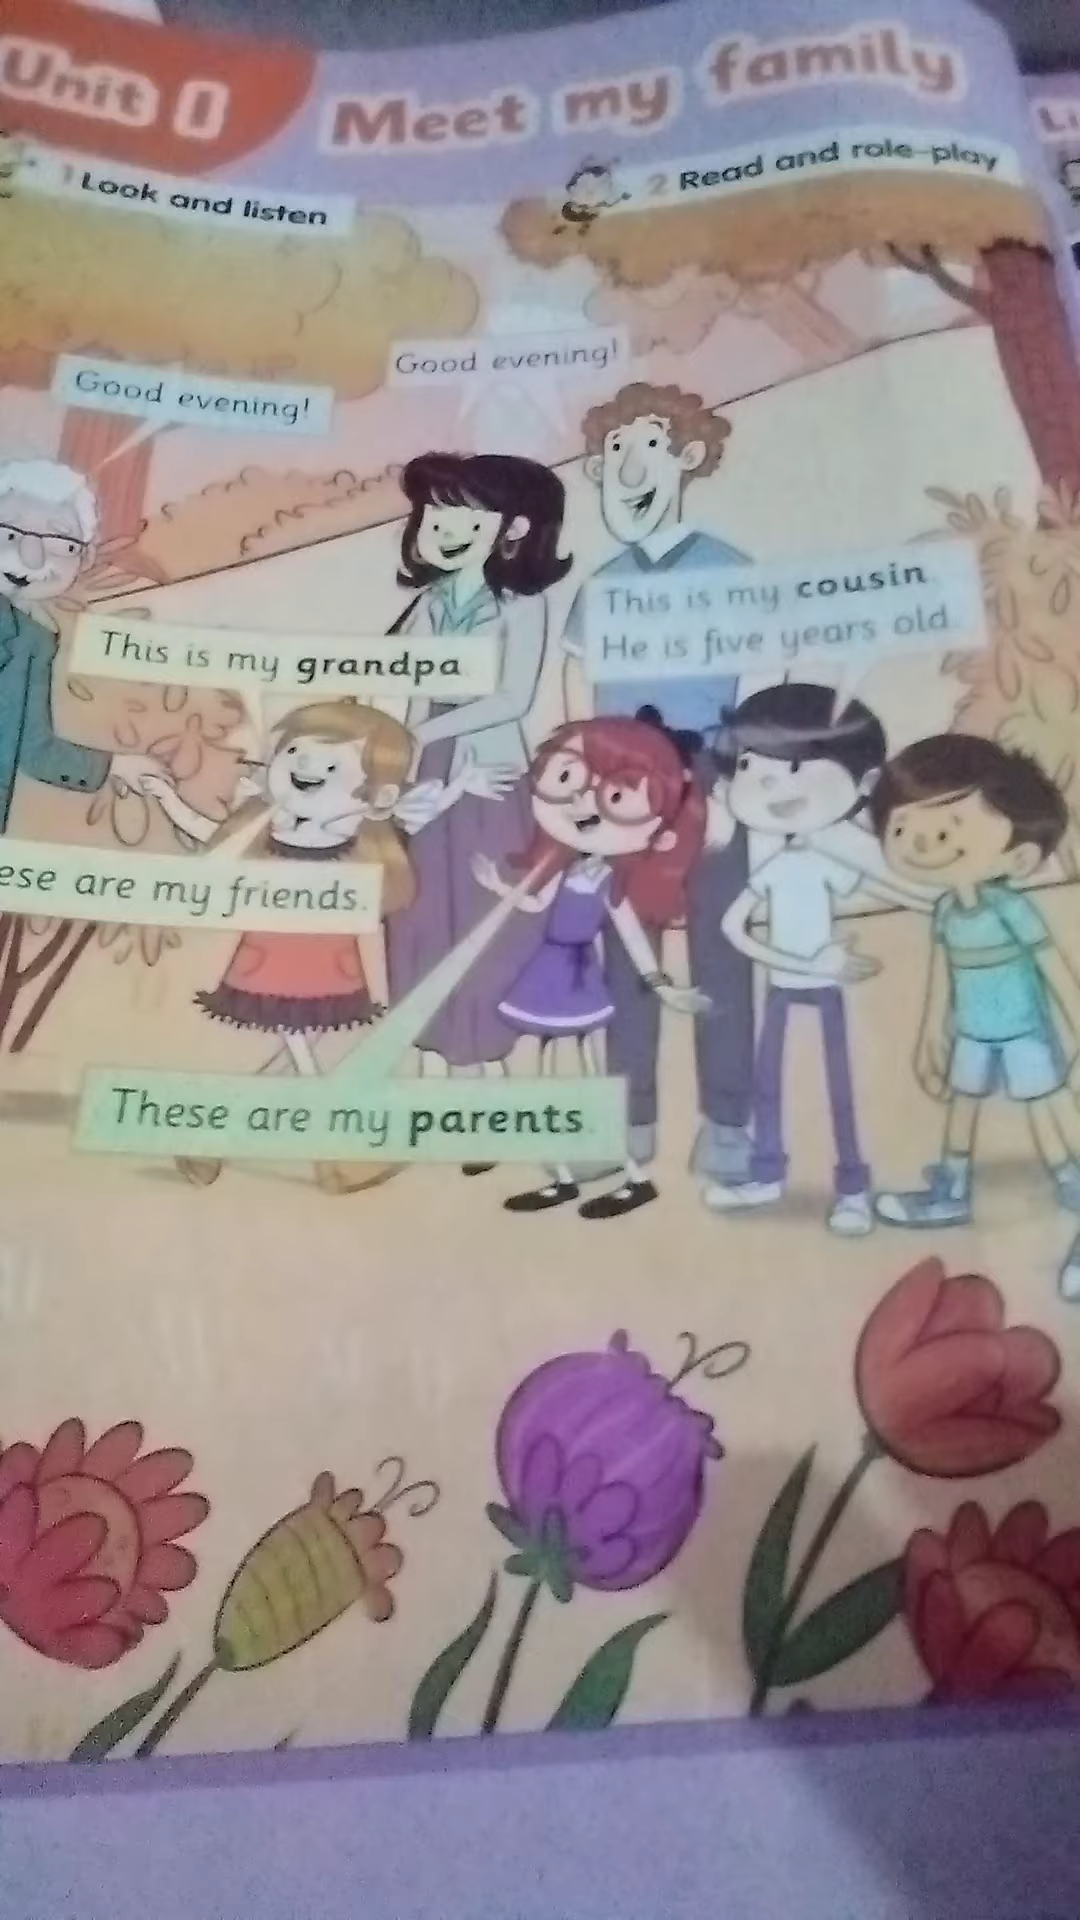 Unit 1
Meet my family
1 Look and listen
2 Read and role-play
Good evening!
Good evening!
This is my cousin.
He is five years old.
This is my grandpa.
are my friends.
These are my parents.